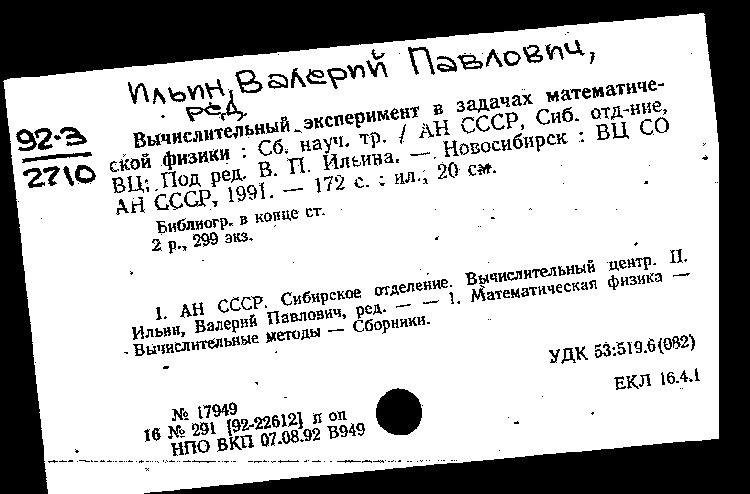 Ильин, Валерий Павлович,
ред.
92-3
2710
Вычислительный эксперимент в задачах математиче-
ской физики : Сб. науч. тр. / АН СССР, Сиб. отд-ние,
ВЦ; Под ред. В. П. Ильина. — Новосибирск : ВЦ СО
АН СССР, 1991. — 172 с. : ил.; 20 см.
Библиогр. в конце ст.
2 р., 299 экз.
1. АН СССР. Сибирское отделение. Вычислительный центр. II.
Ильин, Валерий Павлович, ред. — — 1. Математическая физика —
Вычислительные методы — Сборники.
УДК 53:519.6(082)
ЕКЛ 16.4.1
№ 17949
16 № 291 [92-22612] п оп
НПО ВКП 07.08.92 В949